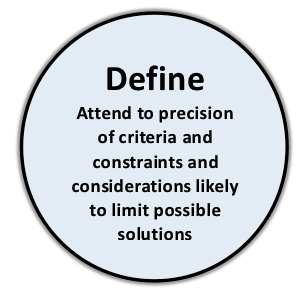 Define
Attend to precision
of criteria and
constraints and
considerations likely
to limit possible
solutions